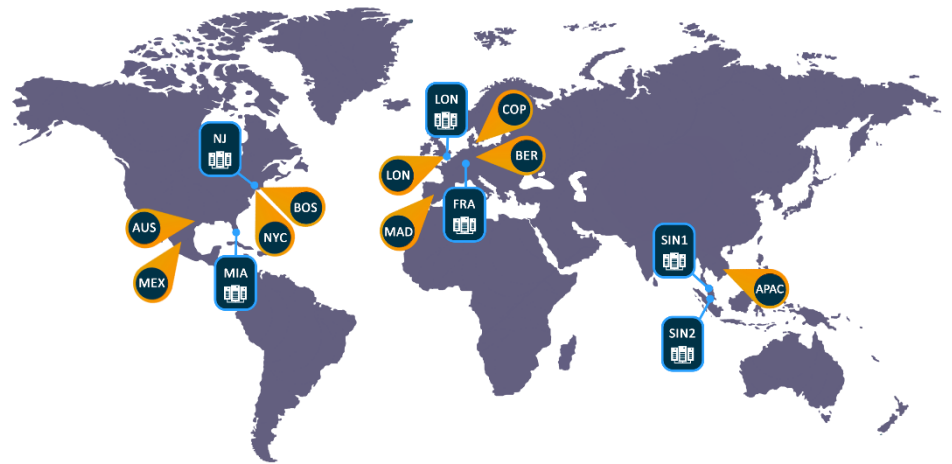 LON
COP
NJ
LON
BER
BOS
AUS
MAD
FRA
NYC
SIN1
MIA
MEX
APAC
SIN2